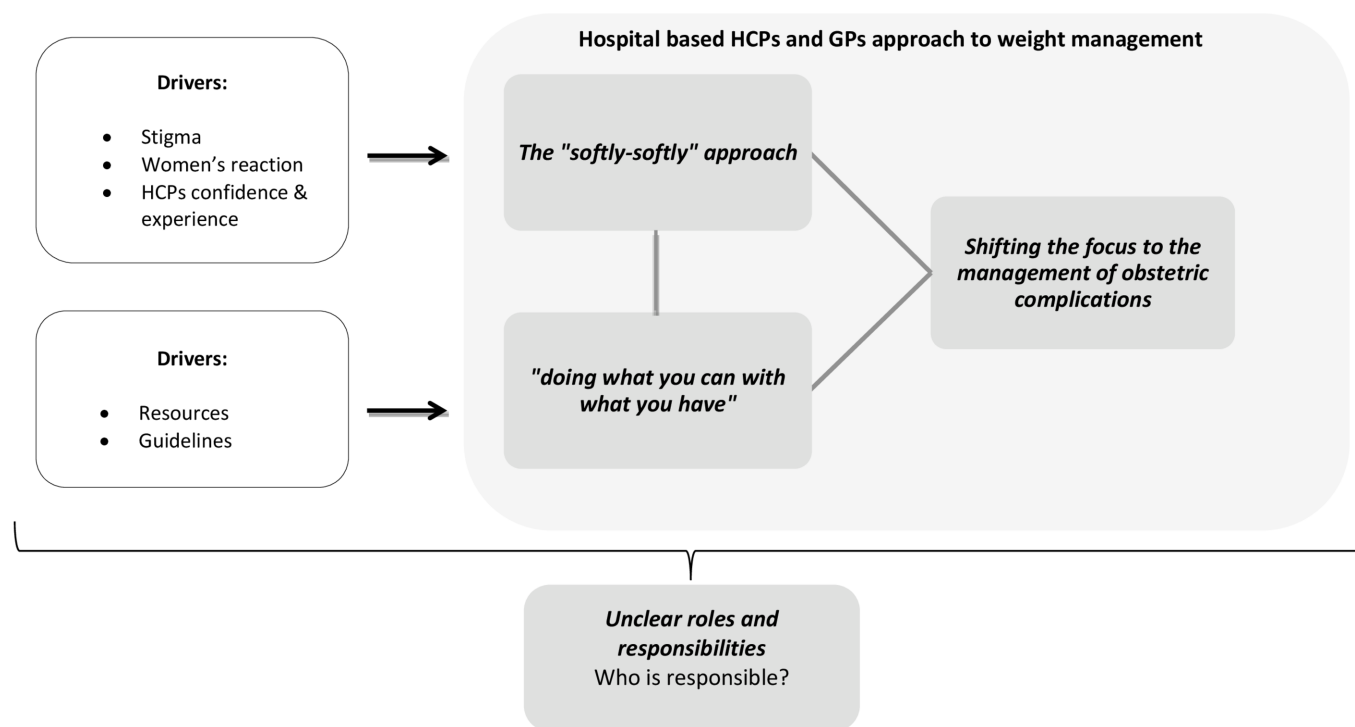 Hospital based HCPs and GPs approach to weight management
Drivers:
• Stigma
• Women’s reaction
• HCPs confidence &
experience
The "softly-softly" approach
Shifting the focus to the
management of obstetric
complications
Drivers:
• Resources
• Guidelines
"doing what you can with
what you have"
Unclear roles and
responsibilities
Who is responsible?